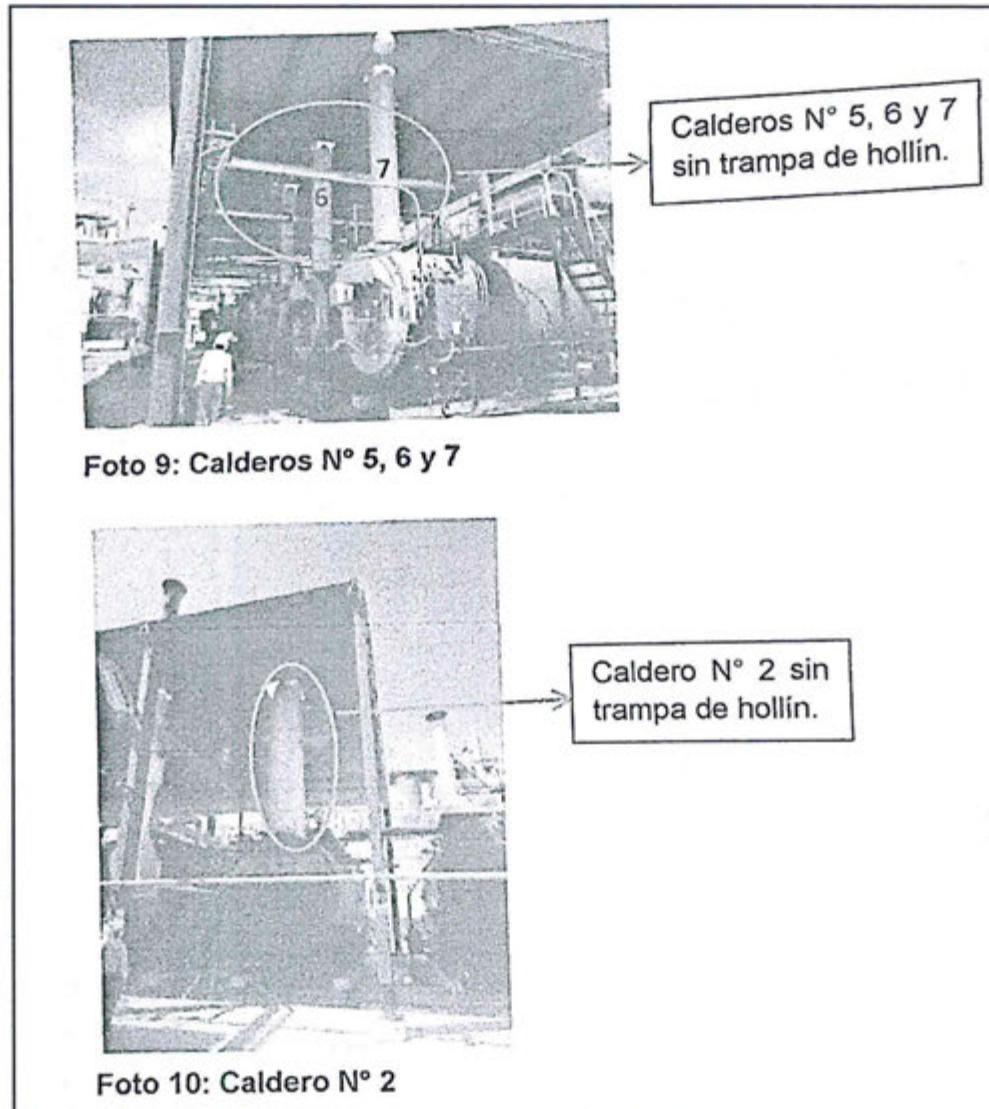 Calderos N° 5, 6 y 7
sin trampa de hollín.
7
6
Foto 9: Calderos N° 5, 6 y 7
Caldero N° 2 sin
trampa de hollín.
Foto 10: Caldero N° 2